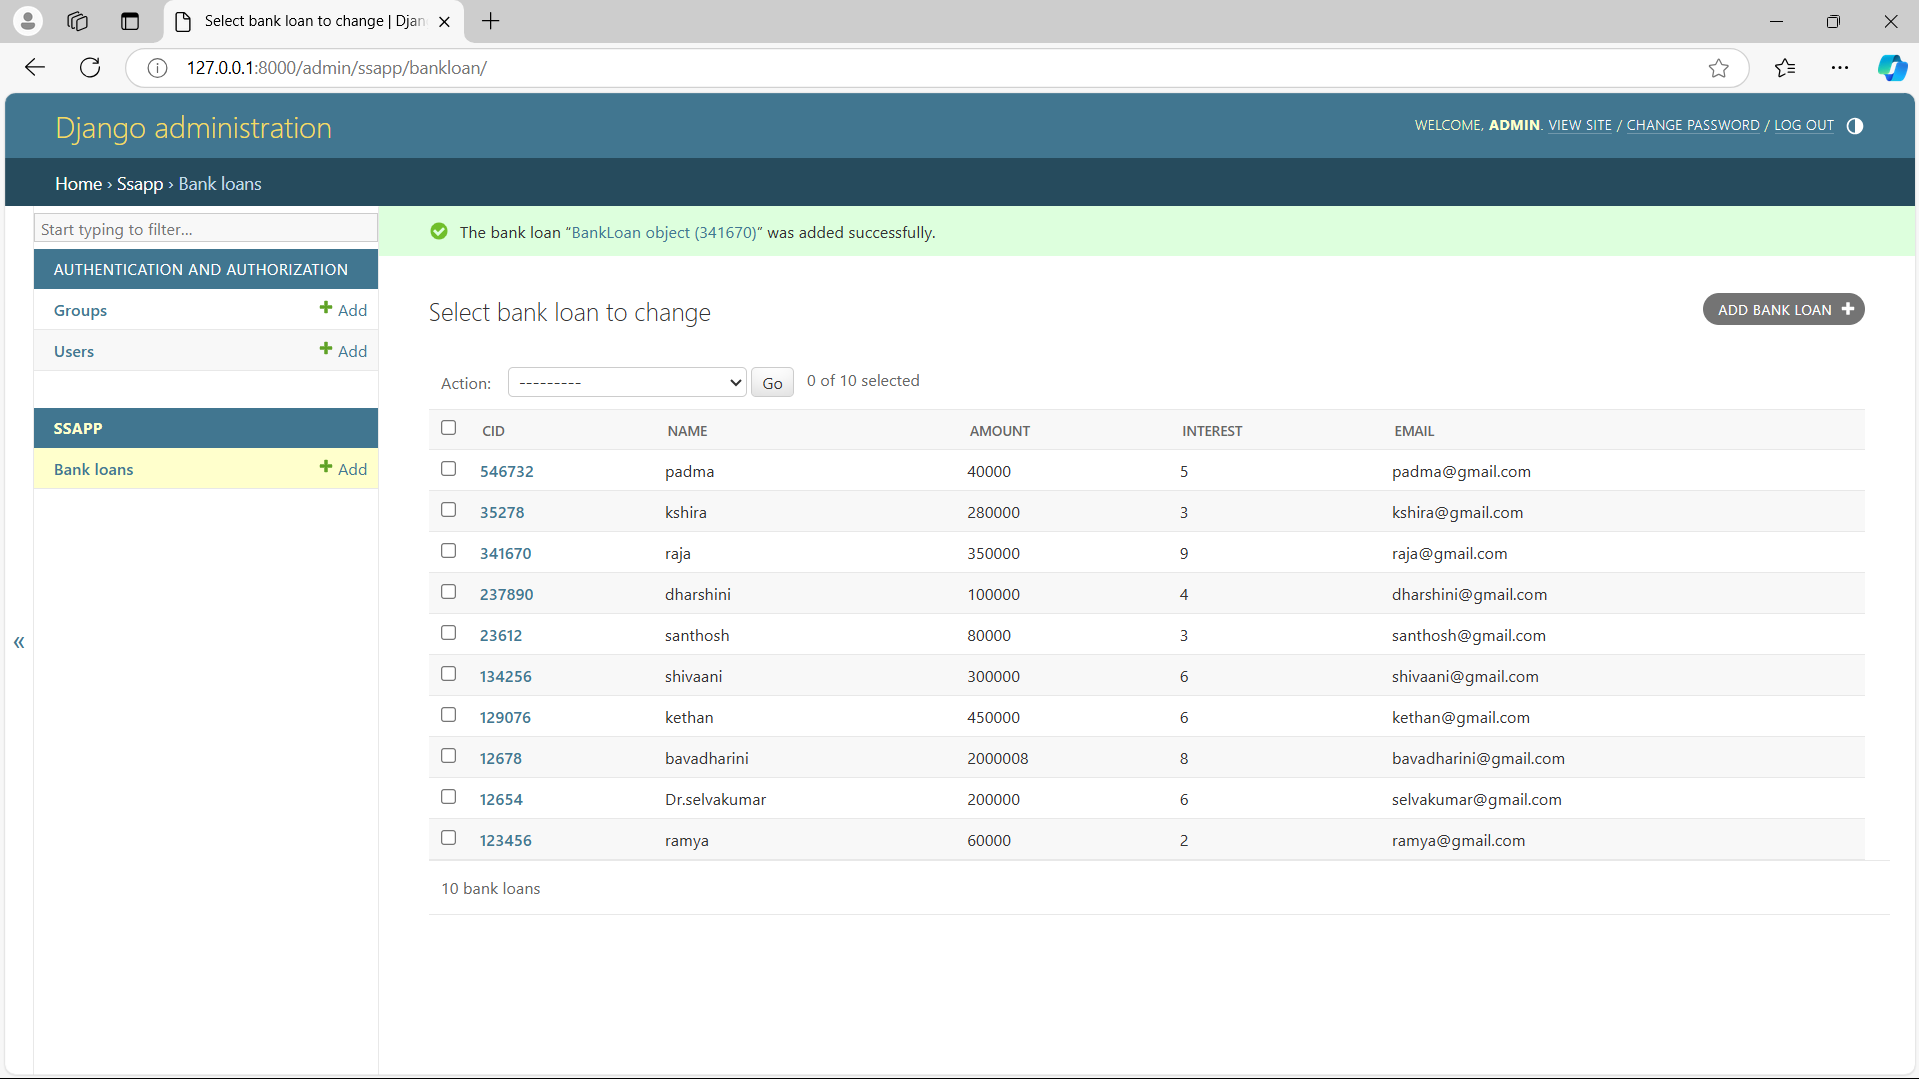 Select bank loan to change | Djan
127.0.0.1:8000/admin/ssapp/bankloan/
Django administration
WELCOME, ADMIN. VIEW SITE / CHANGE PASSWORD / LOG OUT
Home › Ssapp › Bank loans
Start typing to filter...
AUTHENTICATION AND AUTHORIZATION
Groups + Add
Users + Add
SSAPP
Bank loans + Add
«
The bank loan “BankLoan object (341670)” was added successfully.
Select bank loan to change
ADD BANK LOAN +
Action: --------- Go 0 of 10 selected
CID NAME AMOUNT INTEREST EMAIL
546732 padma 40000 5 padma@gmail.com
35278 kshira 280000 3 kshira@gmail.com
341670 raja 350000 9 raja@gmail.com
237890 dharshini 100000 4 dharshini@gmail.com
23612 santhosh 80000 3 santhosh@gmail.com
134256 shivaani 300000 6 shivaani@gmail.com
129076 kethan 450000 6 kethan@gmail.com
12678 bavadharini 2000008 8 bavadharini@gmail.com
12654 Dr.selvakumar 200000 6 selvakumar@gmail.com
123456 ramya 60000 2 ramya@gmail.com
10 bank loans